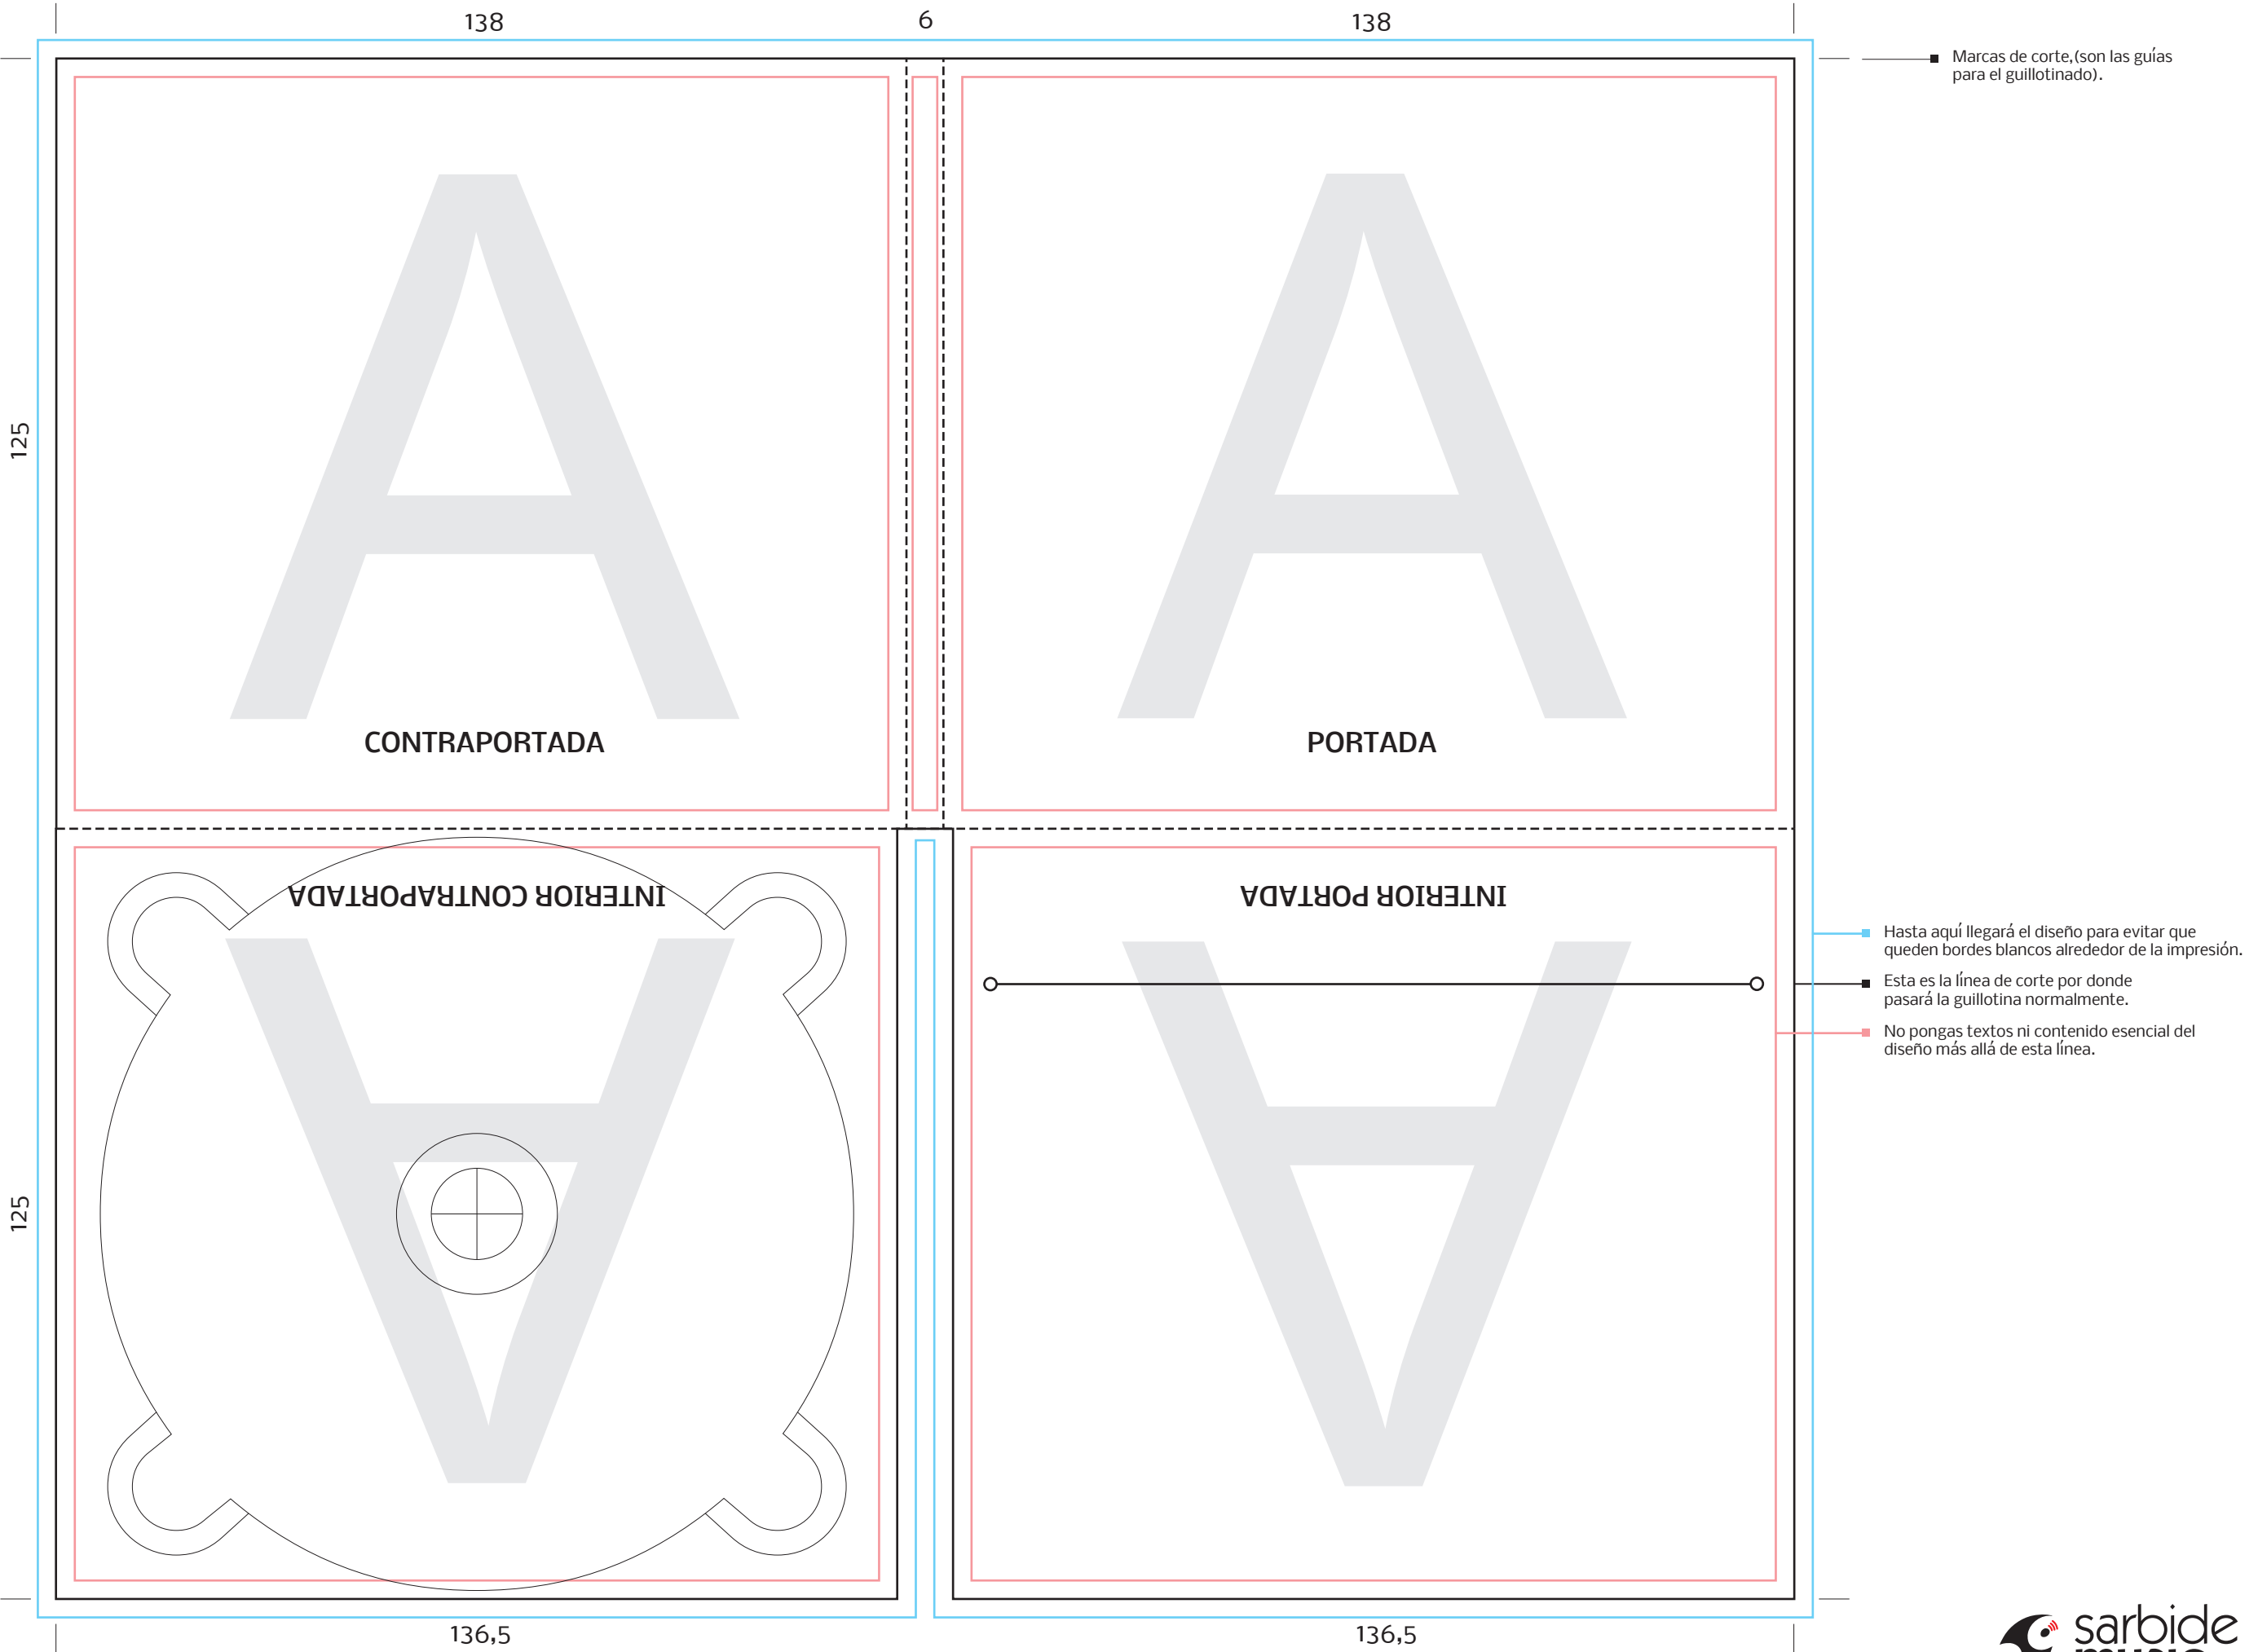 138
6
138
Marcas de corte,(son las guías
para el guillotinado).
A
A
125
CONTRAPORTADA
PORTADA
INTERIOR CONTRAPORTADA
INTERIOR PORTADA
A
A
Hasta aquí llegará el diseño para evitar que
queden bordes blancos alrededor de la impresión.
Esta es la línea de corte por donde
pasará la guillotina normalmente.
No pongas textos ni contenido esencial del
diseño más allá de esta línea.
125
136,5
136,5
sarbide
music